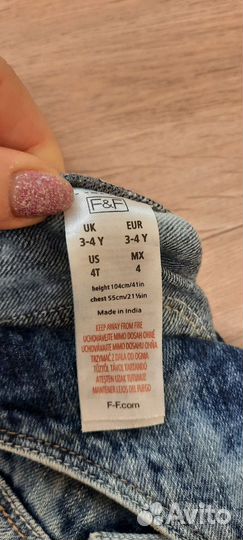 F&F
UK EUR
3-4 Y 3-4 Y
US MX
4T 4
height 104cm/41in
chest 55cm/21½in
Made in India
KEEP AWAY FROM FIRE
UCHOVÁVEJTE MIMO DOSAH OHNĚ
UCHOVÁVAJTE MIMO DOSAHU OHŇA
TRZYMAĆ Z DALA OD OGNIA
TŰZTŐL TÁVOL TARTANDÓ
ATEŞTEN UZAK TUTUNUZ
MANTENER LEJOS DEL FUEGO
F-F.com
Avito